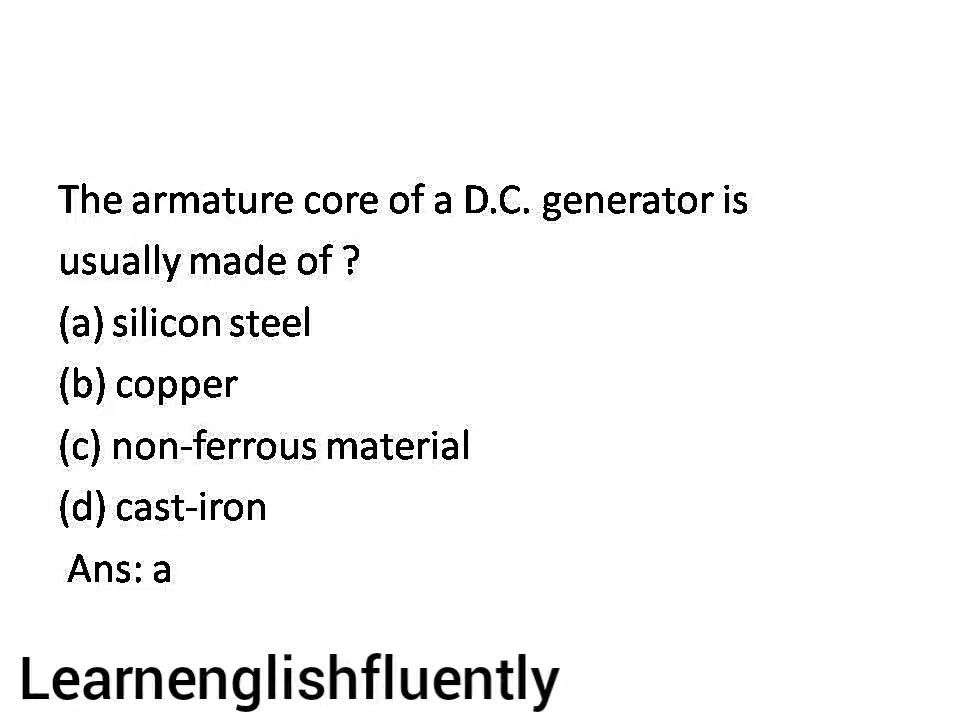 The armature core of a D.C. generator is
usually made of ?
(a) silicon steel
(b) copper
(c) non-ferrous material
(d) cast-iron
Ans: a
Learnenglishfluently